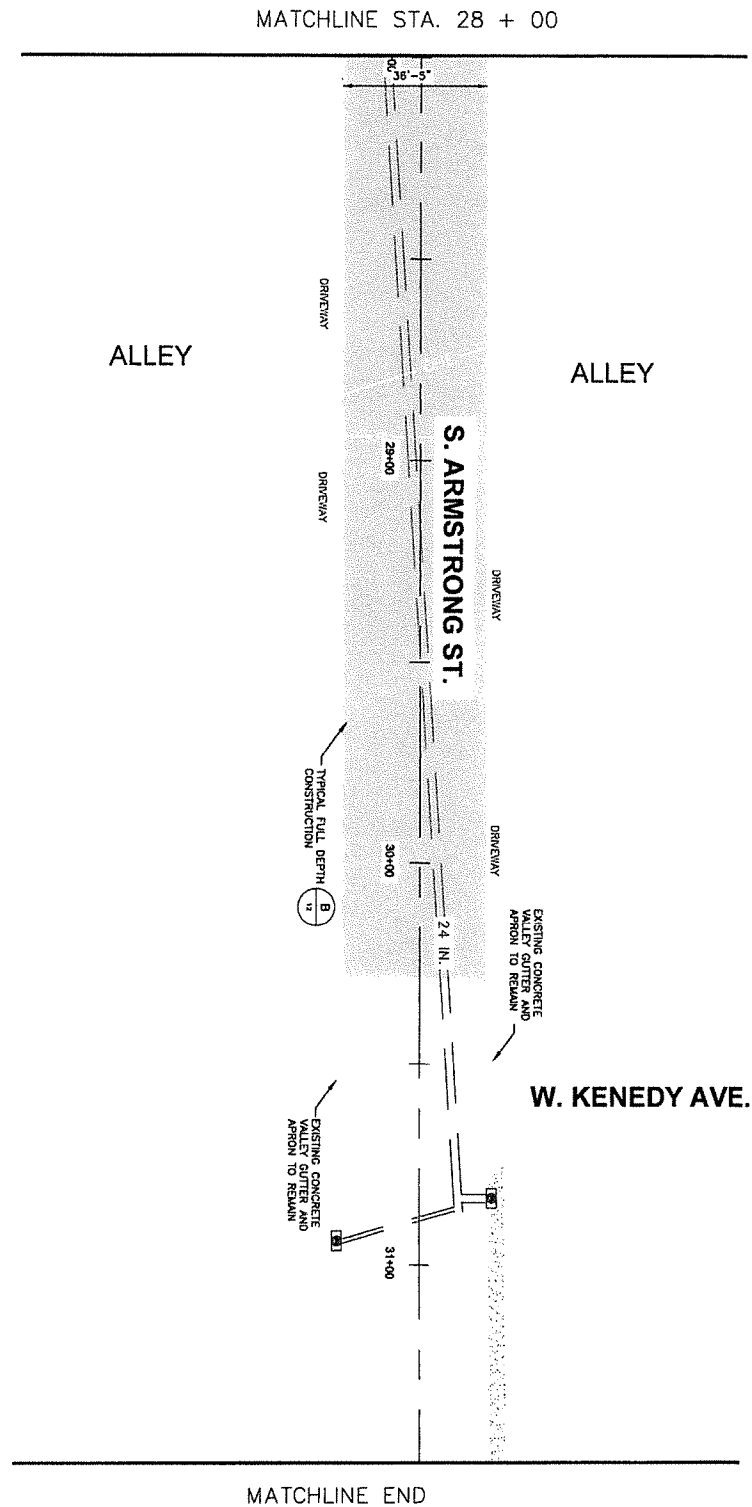 MATCHLINE STA. 28 + 00
36'-5"
DRIVEWAY
ALLEY
ALLEY
S. ARMSTRONG ST.
29+00
DRIVEWAY
DRIVEWAY
TYPICAL FULL DEPTH
CONSTRUCTION
B
12
30+00
DRIVEWAY
24 IN.
EXISTING CONCRETE
VALLEY GUTTER AND
APRON TO REMAIN
W. KENEDY AVE.
EXISTING CONCRETE
VALLEY GUTTER AND
APRON TO REMAIN
31+00
MATCHLINE END